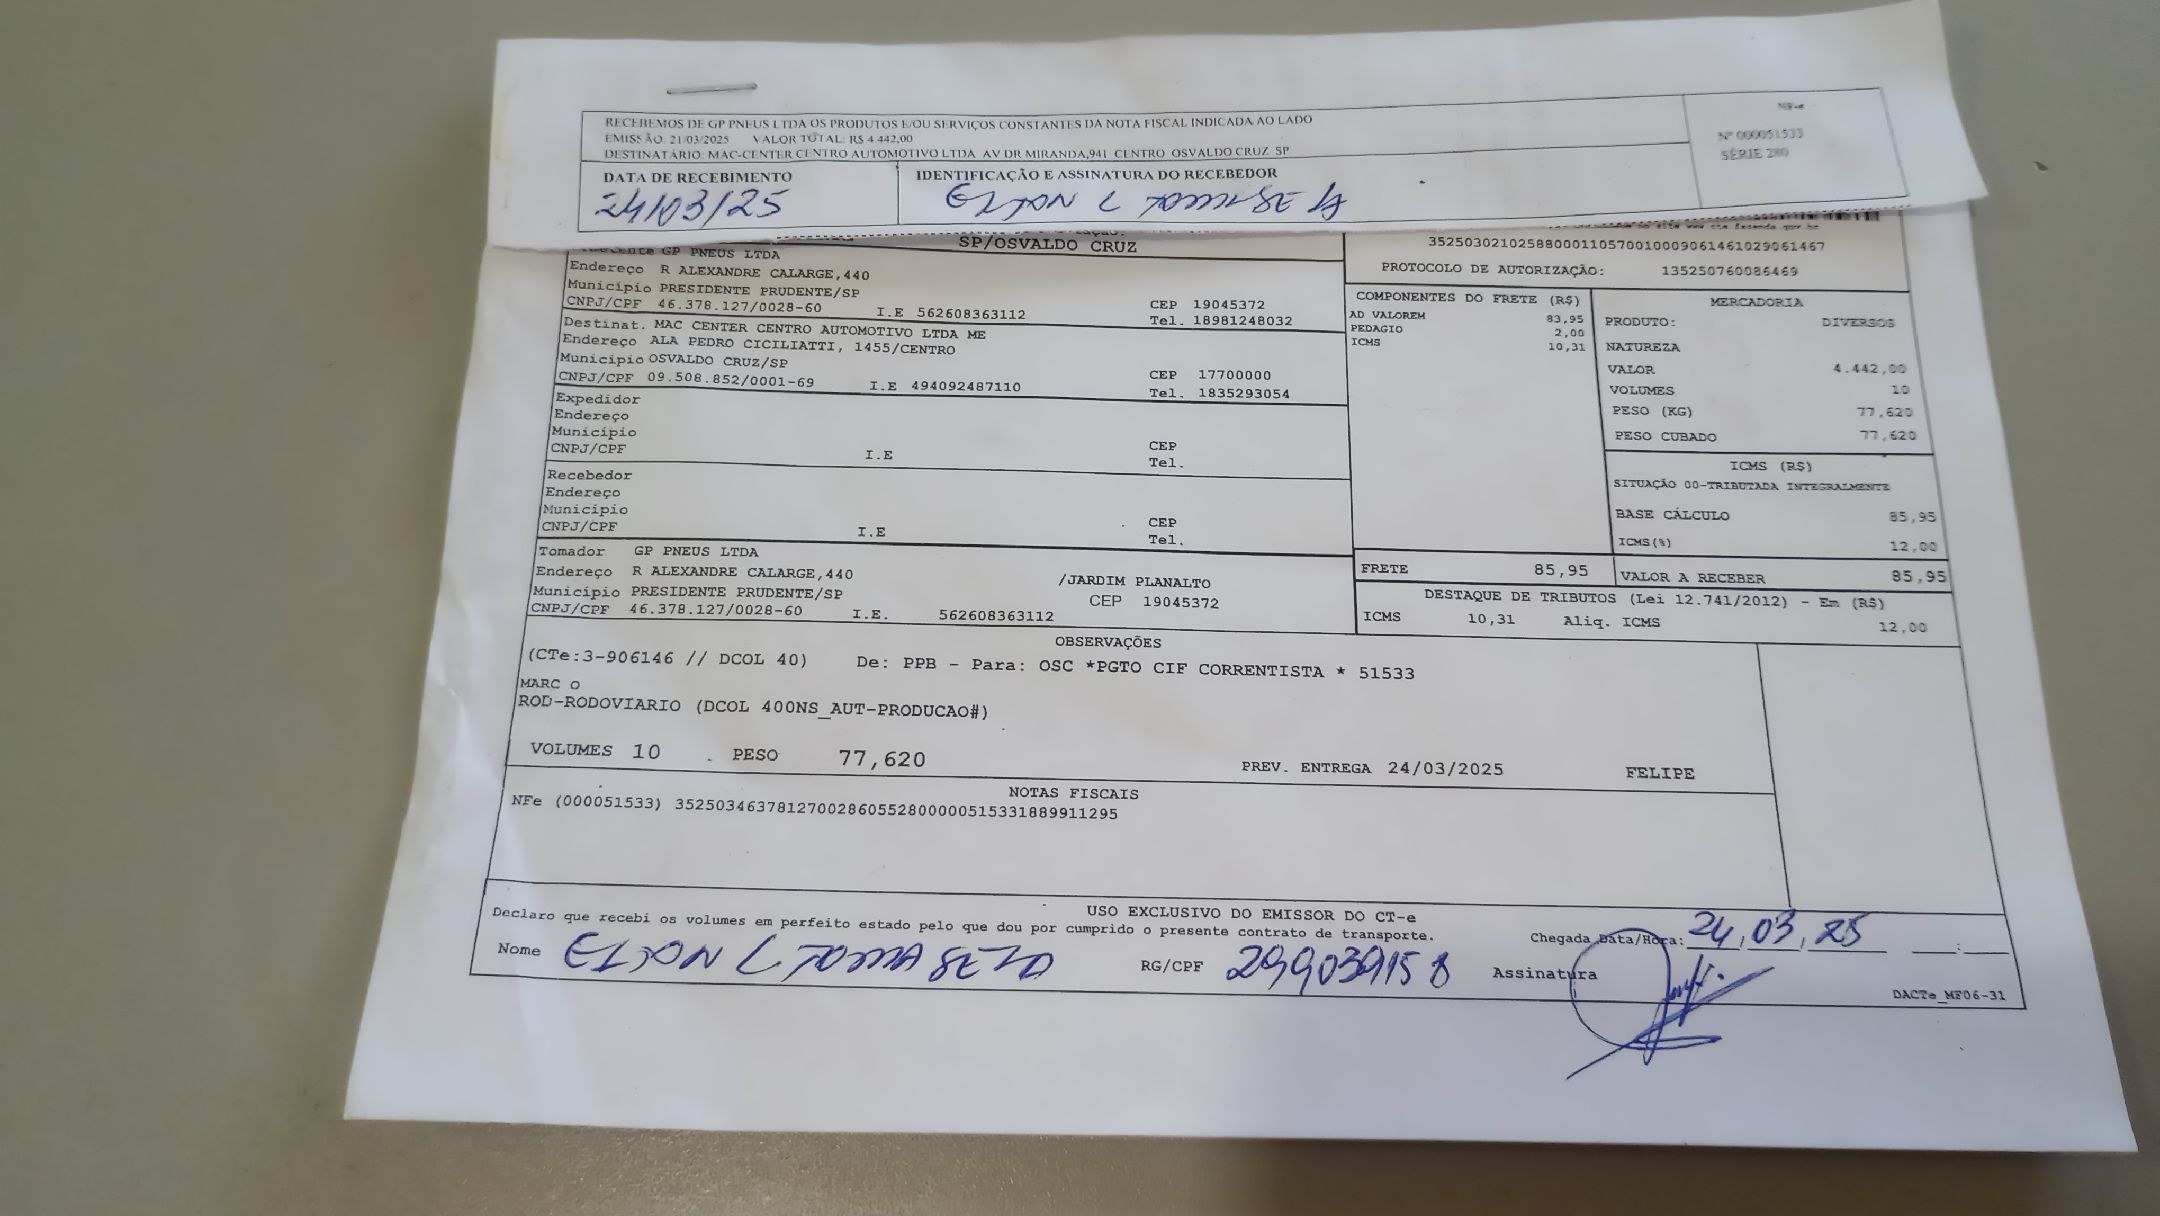 RECEBEMOS DE GP PNEUS LTDA OS PRODUTOS E/OU SERVIÇOS CONSTANTES DA NOTA FISCAL INDICADA AO LADO
EMISSÃO: 21/03/2025 VALOR TOTAL: R$ 4.442,00
DESTINATÁRIO: MAC-CENTER CENTRO AUTOMOTIVO LTDA AV DR MIRANDA,941 CENTRO OSVALDO CRUZ SP
NF-e
Nº 000051533
SÉRIE 280
DATA DE RECEBIMENTO
24/03/25
IDENTIFICAÇÃO E ASSINATURA DO RECEBEDOR
SP/OSVALDO CRUZ
GP PNEUS LTDA
Endereço R ALEXANDRE CALARGE,440
Município PRESIDENTE PRUDENTE/SP
CEP 19045372
CNPJ/CPF 46.378.127/0028-60 I.E 562608363112
Tel. 18981248032
Destinat. MAC CENTER CENTRO AUTOMOTIVO LTDA ME
Endereço ALA PEDRO CICILIATTI, 1455/CENTRO
Município OSVALDO CRUZ/SP
CEP 17700000
CNPJ/CPF 09.508.852/0001-69 I.E 494092487110
Tel. 1835293054
Expedidor
Endereço
Município
CEP
CNPJ/CPF I.E
Tel.
Recebedor
Endereço
Município
CEP
CNPJ/CPF I.E
Tel.
Tomador GP PNEUS LTDA
Endereço R ALEXANDRE CALARGE,440 /JARDIM PLANALTO
Município PRESIDENTE PRUDENTE/SP CEP 19045372
CNPJ/CPF 46.378.127/0028-60 I.E. 562608363112
35250302102588000110570010009061461029061467
PROTOCOLO DE AUTORIZAÇÃO: 135250760086469
COMPONENTES DO FRETE (R$)
AD VALOREM 83,95
PEDAGIO 2,00
ICMS 10,31
MERCADORIA
PRODUTO: DIVERSOS
NATUREZA
VALOR 4.442,00
VOLUMES 10
PESO (KG) 77,620
PESO CUBADO 77,620
ICMS (R$)
SITUAÇÃO 00-TRIBUTADA INTEGRALMENTE
BASE CÁLCULO 85,95
ICMS(%) 12,00
FRETE 85,95
VALOR A RECEBER 85,95
DESTAQUE DE TRIBUTOS (Lei 12.741/2012) - Em (R$)
ICMS 10,31 Aliq. ICMS 12,00
OBSERVAÇÕES
(CTe:3-906146 // DCOL 40) De: PPB - Para: OSC *PGTO CIF CORRENTISTA * 51533
MARC O
ROD-RODOVIARIO (DCOL 400NS_AUT-PRODUCAO#)
VOLUMES 10 . PESO 77,620
PREV. ENTREGA 24/03/2025 FELIPE
NOTAS FISCAIS
NFe (000051533) 35250346378127002860552800000515331889911295
USO EXCLUSIVO DO EMISSOR DO CT-e
Declaro que recebi os volumes em perfeito estado pelo que dou por cumprido o presente contrato de transporte.
Chegada Data/Hora: 24,03,25 :
Nome
RG/CPF 299039158
Assinatura
DACTe_MF06-31